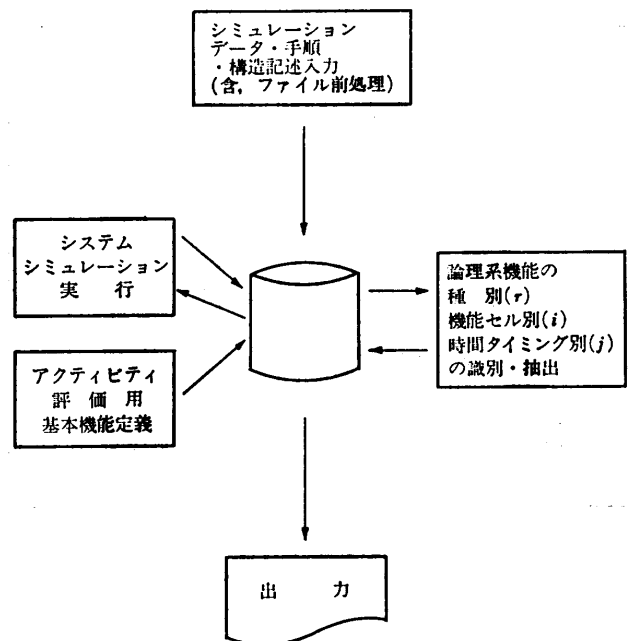 シミュレーション
データ・手順
・構造記述入力
(含, ファイル前処理)
システム
シミュレーション
実 行
論理系機能の
種 別(r)
機能セル別(i)
時間タイミング別(j)
の識別・抽出
アクティビティ
評 価 用
基本機能定義
出 力